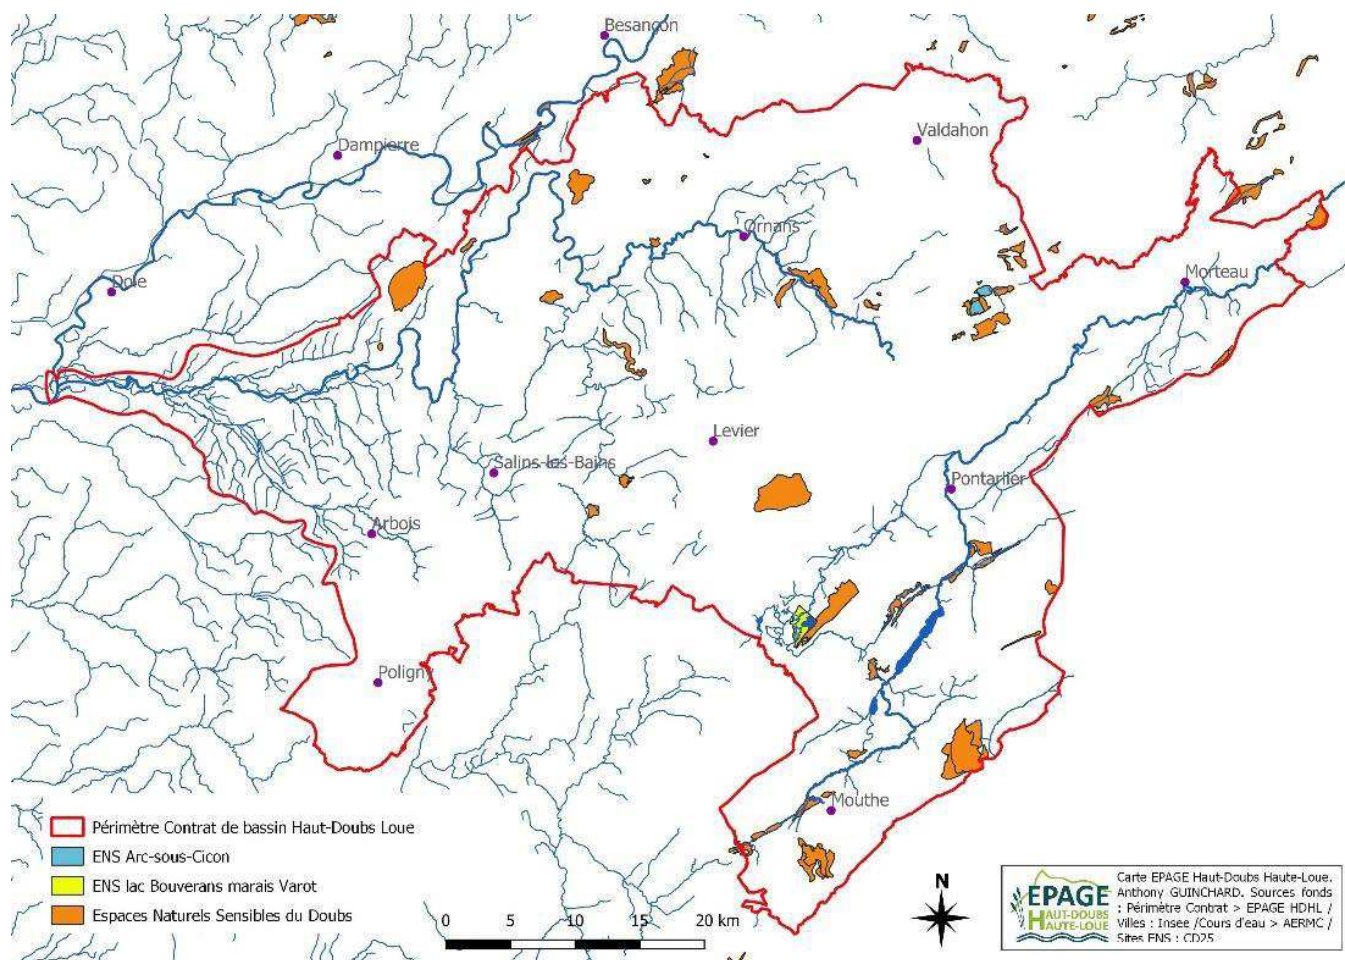 Besançon
Dampierre
Valdahon
Ornans
Dole
Morteau
Levier
Salins-les-Bains
Pontarlier
Arbois
Poligny
Mouthe
Périmètre Contrat de bassin Haut-Doubs Loue
ENS Arc-sous-Cicon
ENS lac Bouverans marais Varot
Espaces Naturels Sensibles du Doubs
0 5 10 15 20 km
N
EPAGE
HAUT-DOUBS
HAUTE-LOUE
Carte EPAGE Haut-Doubs Haute-Loue.
Anthony GUINCHARD. Sources fonds
: Périmètre Contrat > EPAGE HDHL /
Villes : Insee /Cours d'eau > AERMC /
Sites ENS : CD25